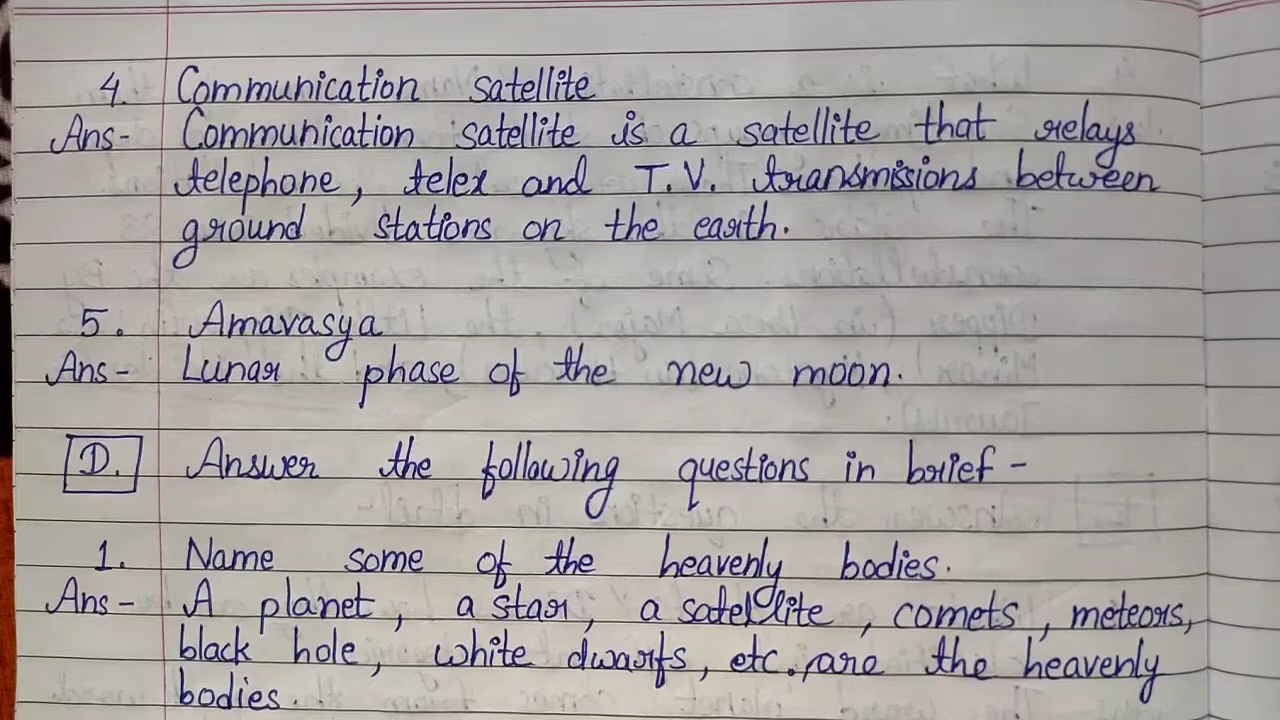 4. Communication satellite
Ans- Communication satellite is a satellite that relays
telephone, telex and T.V. transmissions between
ground stations on the earth.
5. Amavasya
Ans- Lunar phase of the new moon.
D. Answer the following questions in brief -
1. Name some of the heavenly bodies.
Ans- A planet, a star, a satellite, comets, meteors,
black hole, white dwarfs, etc. are the heavenly
bodies.